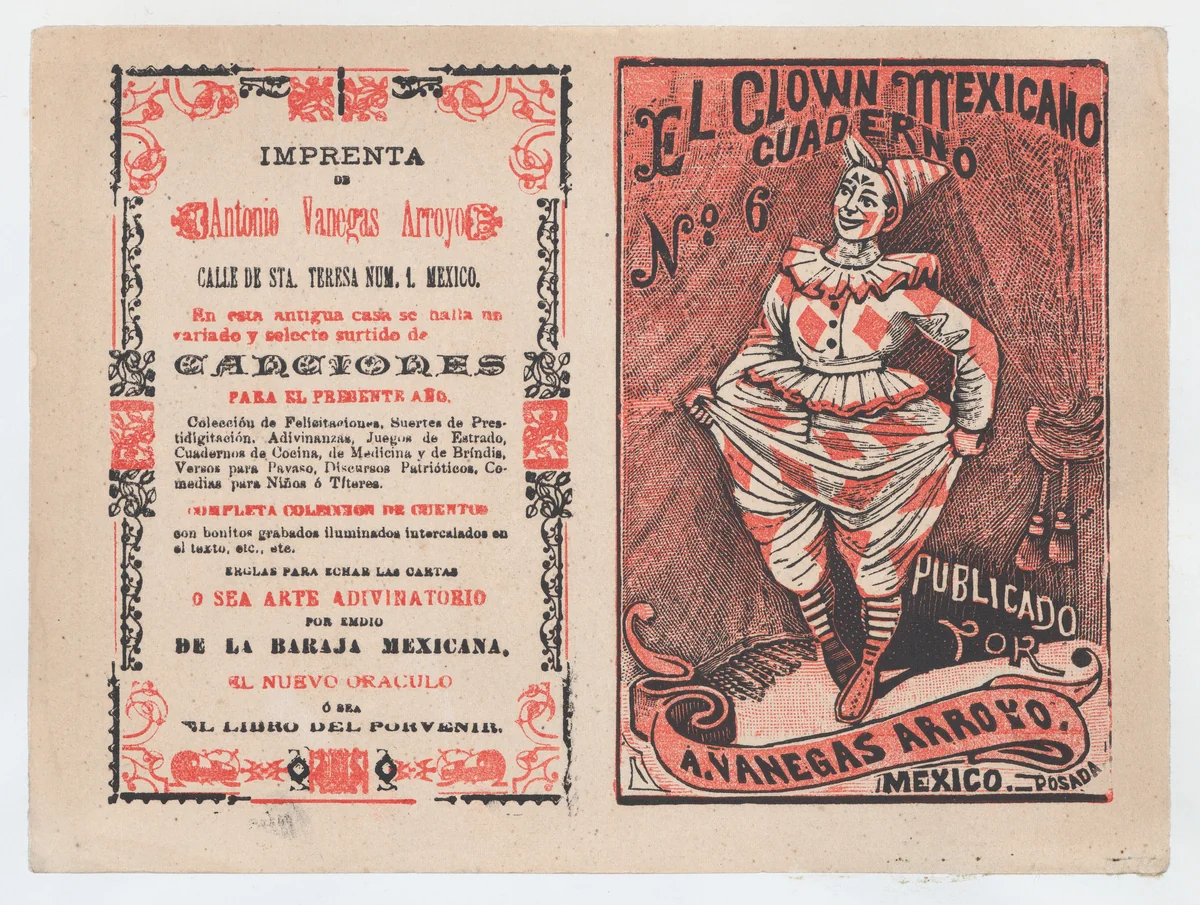 IMPRENTA
DE
Antonio Vanegas Arroyo
CALLE DE STA. TERESA NUM. 1. MEXICO.
En esta antigua casa se halla un
variado y selecto surtido de
CANCIONES
PARA EL PRESENTE AÑO.
Colección de Felicitaciones, Suertes de Pres-
tidigitación, Adivinanzas, Juegos de Estrado,
Cuadernos de Cocina, de Medicina y de Bríndis,
Versos para Payaso, Discursos Patrióticos, Co-
medias para Niños ó Títeres.
COMPLETA COLECCION DE CUENTOS
con bonitos grabados iluminados intercalados en
el texto, etc., etc.
REGLAS PARA ECHAR LAS CARTAS
O SEA ARTE ADIVINATORIO
POR EMDIO
DE LA BARAJA MEXICANA.
EL NUEVO ORACULO
Ó SEA
EL LIBRO DEL PORVENIR.
EL CLOWN MEXICANO
CUADERNO
Nº 6
PUBLICADO
POR
A. VANEGAS ARROYO.
MEXICO.—POSADA